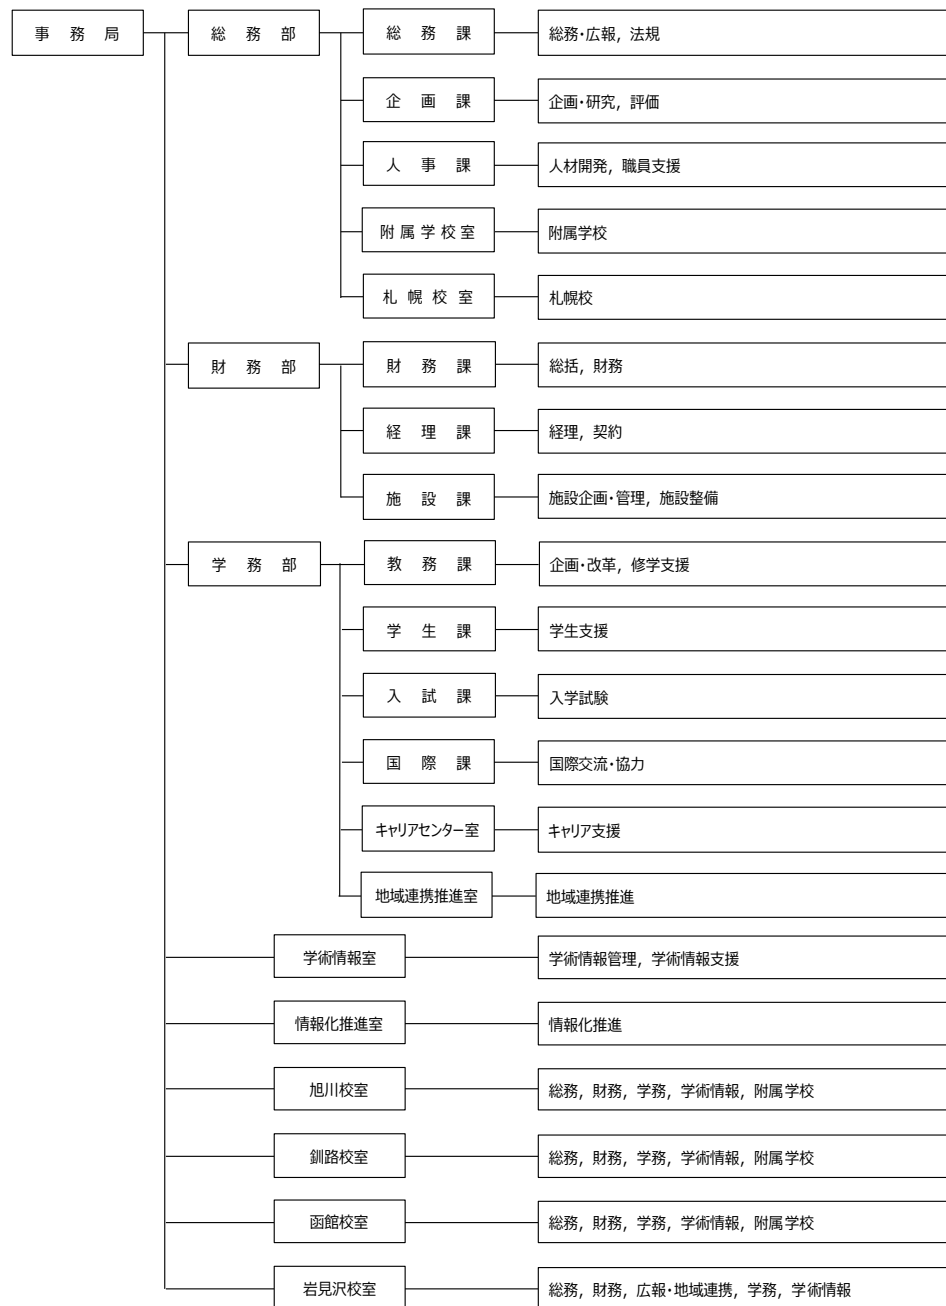 事務局
総務部
総務課
総務・広報，法規
企画課
企画・研究，評価
人事課
人材開発，職員支援
附属学校室
附属学校
札幌校室
札幌校
財務部
財務課
総括，財務
経理課
経理，契約
施設課
施設企画・管理，施設整備
学務部
教務課
企画・改革，修学支援
学生課
学生支援
入試課
入学試験
国際課
国際交流・協力
キャリアセンター室
キャリア支援
地域連携推進室
地域連携推進
学術情報室
学術情報管理，学術情報支援
情報化推進室
情報化推進
旭川校室
総務，財務，学務，学術情報，附属学校
釧路校室
総務，財務，学務，学術情報，附属学校
函館校室
総務，財務，学務，学術情報，附属学校
岩見沢校室
総務，財務，広報・地域連携，学務，学術情報